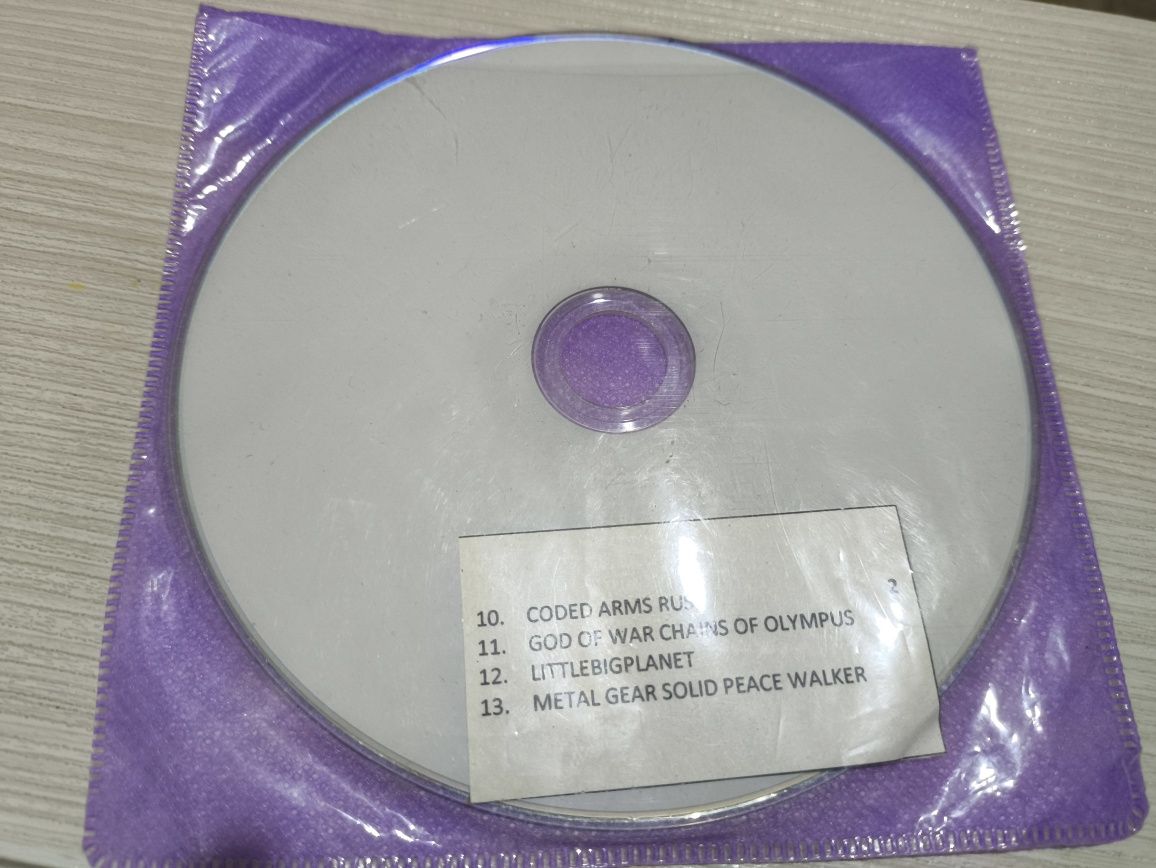 2
10. CODED ARMS RUS
11. GOD OF WAR CHAINS OF OLYMPUS
12. LITTLEBIGPLANET
13. METAL GEAR SOLID PEACE WALKER